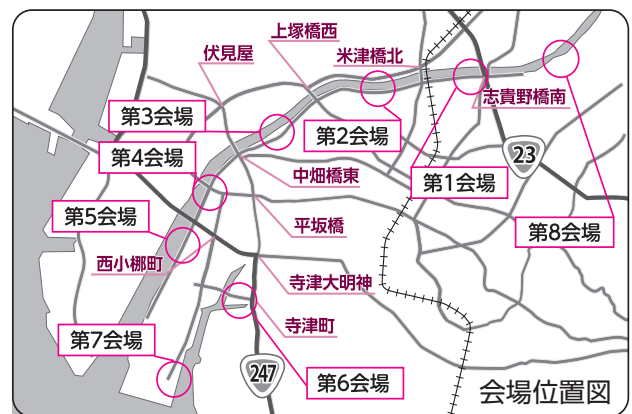 上塚橋西
伏見屋
米津橋北
志貴野橋南
第3会場
第2会場
23
第4会場
中畑橋東
第1会場
第5会場
平坂橋
第8会場
西小梛町
寺津大明神
寺津町
第7会場
247
第6会場
会場位置図